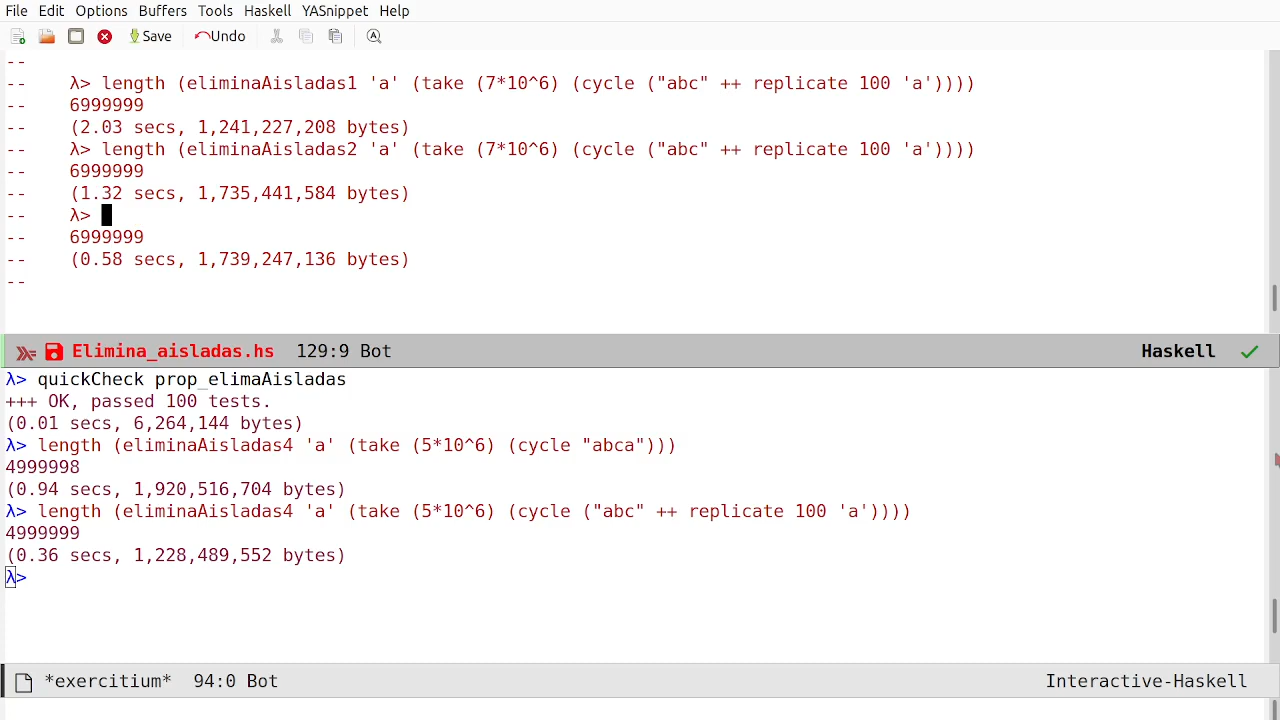 File Edit Options Buffers Tools Haskell YASnippet Help
Save Undo
--
-- λ> length (eliminaAisladas1 'a' (take (7*10^6) (cycle ("abc" ++ replicate 100 'a'))))
-- 6999999
-- (2.03 secs, 1,241,227,208 bytes)
-- λ> length (eliminaAisladas2 'a' (take (7*10^6) (cycle ("abc" ++ replicate 100 'a'))))
-- 6999999
-- (1.32 secs, 1,735,441,584 bytes)
-- λ>
-- 6999999
-- (0.58 secs, 1,739,247,136 bytes)
--
Elimina_aisladas.hs 129:9 Bot Haskell ✓
λ> quickCheck prop_elimaAisladas
+++ OK, passed 100 tests.
(0.01 secs, 6,264,144 bytes)
λ> length (eliminaAisladas4 'a' (take (5*10^6) (cycle "abca")))
4999998
(0.94 secs, 1,920,516,704 bytes)
λ> length (eliminaAisladas4 'a' (take (5*10^6) (cycle ("abc" ++ replicate 100 'a'))))
4999999
(0.36 secs, 1,228,489,552 bytes)
λ>
*exercitium* 94:0 Bot Interactive-Haskell